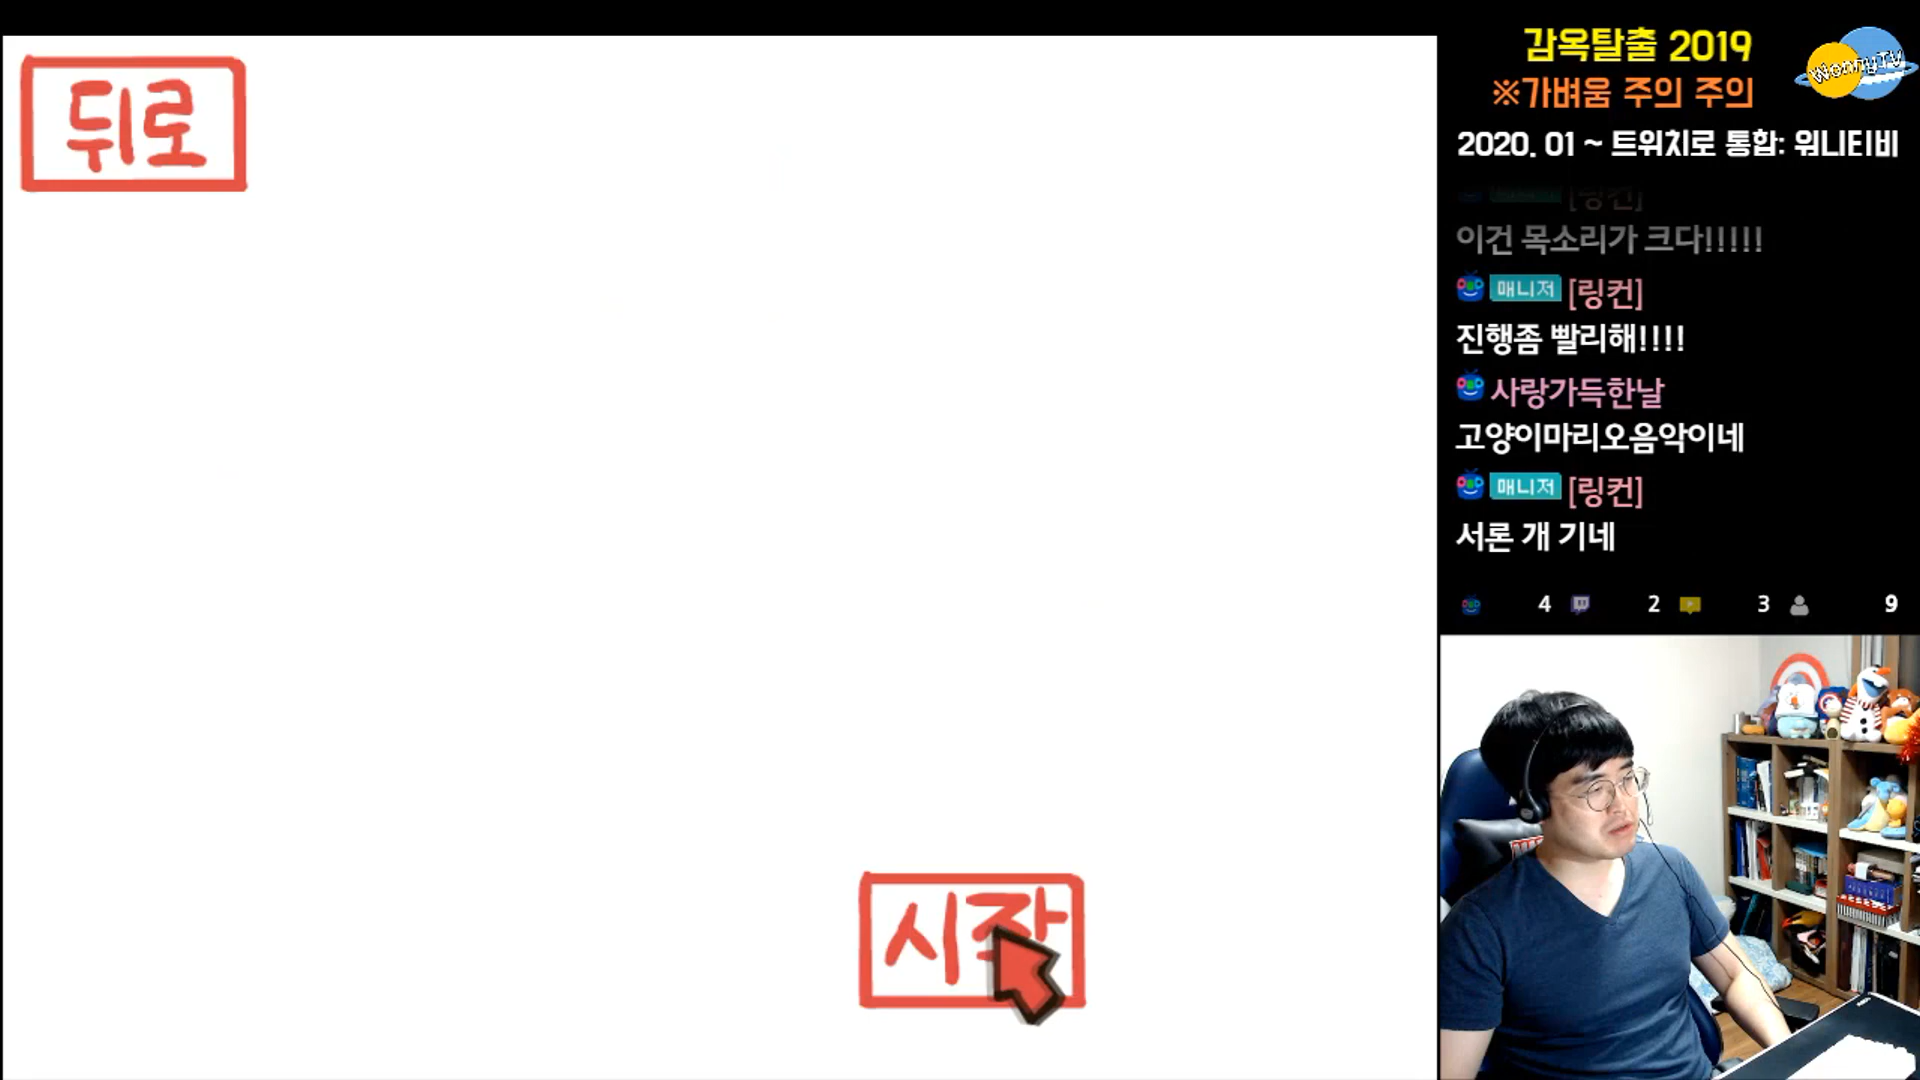 뒤로
시작
감옥탈출 2019
※가벼움 주의 주의
WonnyTV
2020. 01 ~ 트위치로 통합: 워니티비
[링컨]
이건 목소리가 크다!!!!!
매니저 [링컨]
진행좀 빨리해!!!!
사랑가득한날
고양이마리오음악이네
매니저 [링컨]
서론 개 기네
4 2 3 9